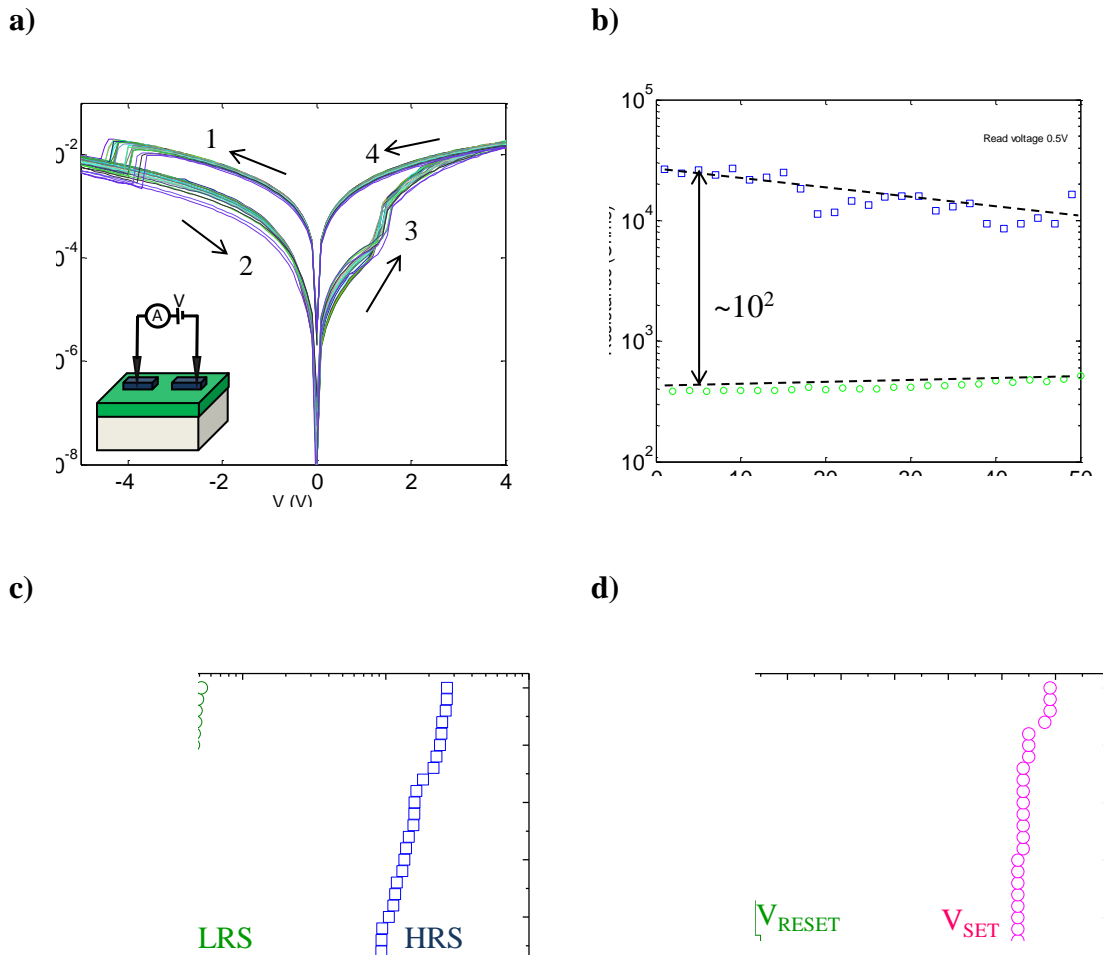 a)
b)
1
4
3
2
A
V
-4
-2
0
2
4
V (V)
10^5
Read voltage 0.5V
10^4
~10^2
10^3
10^2
c)
d)
LRS
HRS
V_RESET
V_SET